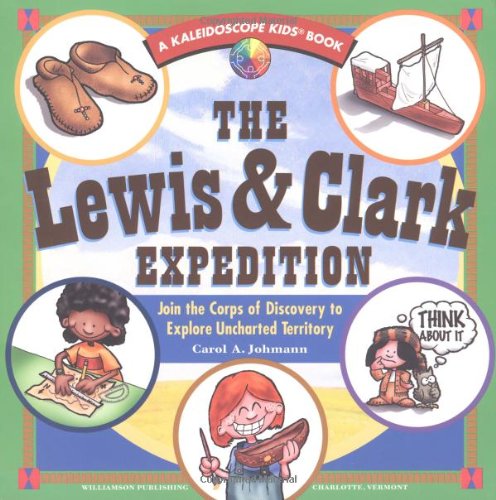 A KALEIDOSCOPE KIDS® BOOK
THE
Lewis & Clark
EXPEDITION
Join the Corps of Discovery to
Explore Uncharted Territory
Carol A. Johmann
THINK
ABOUT IT
WILLIAMSON PUBLISHING CHARLOTTE, VERMONT